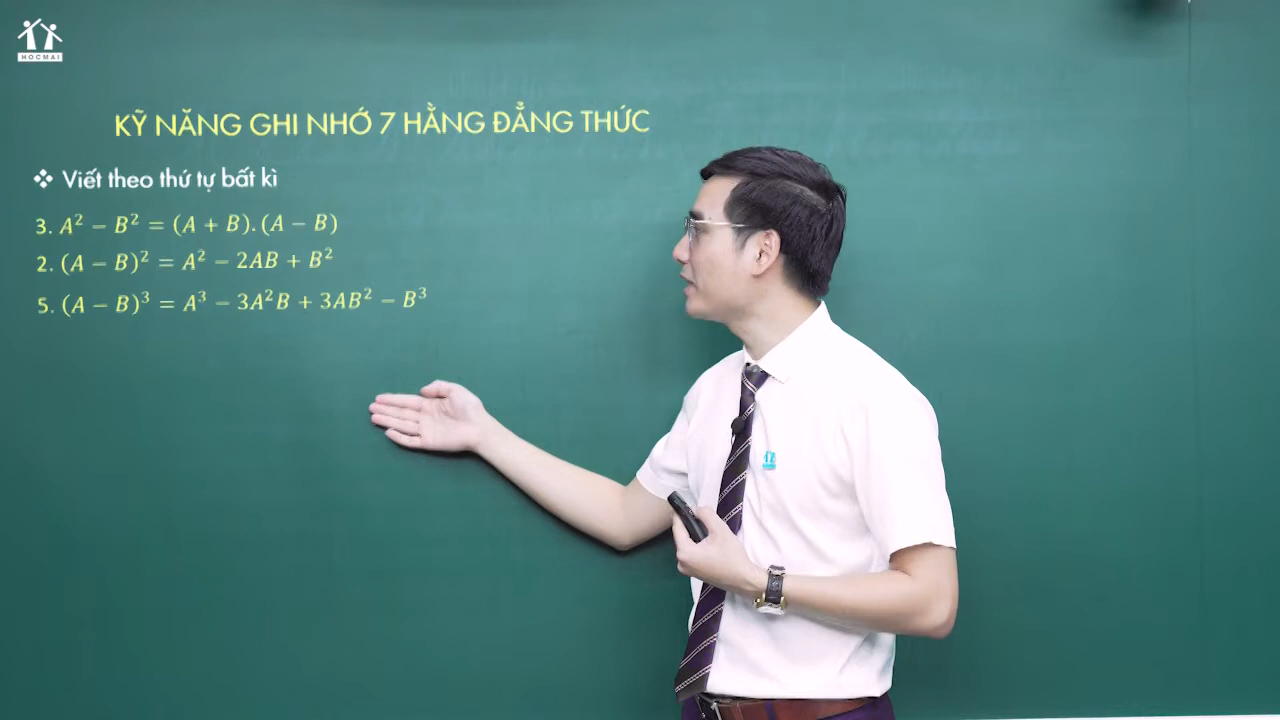 HOCMAI
KỸ NĂNG GHI NHỚ 7 HẰNG ĐẲNG THỨC
❖ Viết theo thứ tự bất kì
3. A² − B² = (A + B). (A − B)
2. (A − B)² = A² − 2AB + B²
5. (A − B)³ = A³ − 3A²B + 3AB² − B³